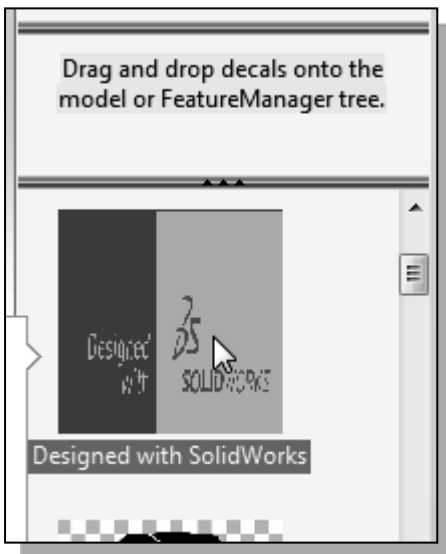 Drag and drop decals onto the
model or FeatureManager tree.
Designed
with
SOLIDWORKS
Designed with SolidWorks